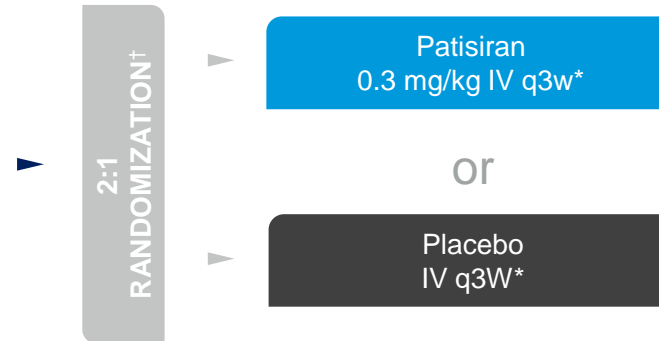 2:1
RANDOMIZATION†
Patisiran
0.3 mg/kg IV q3w*
or
Placebo
IV q3W*